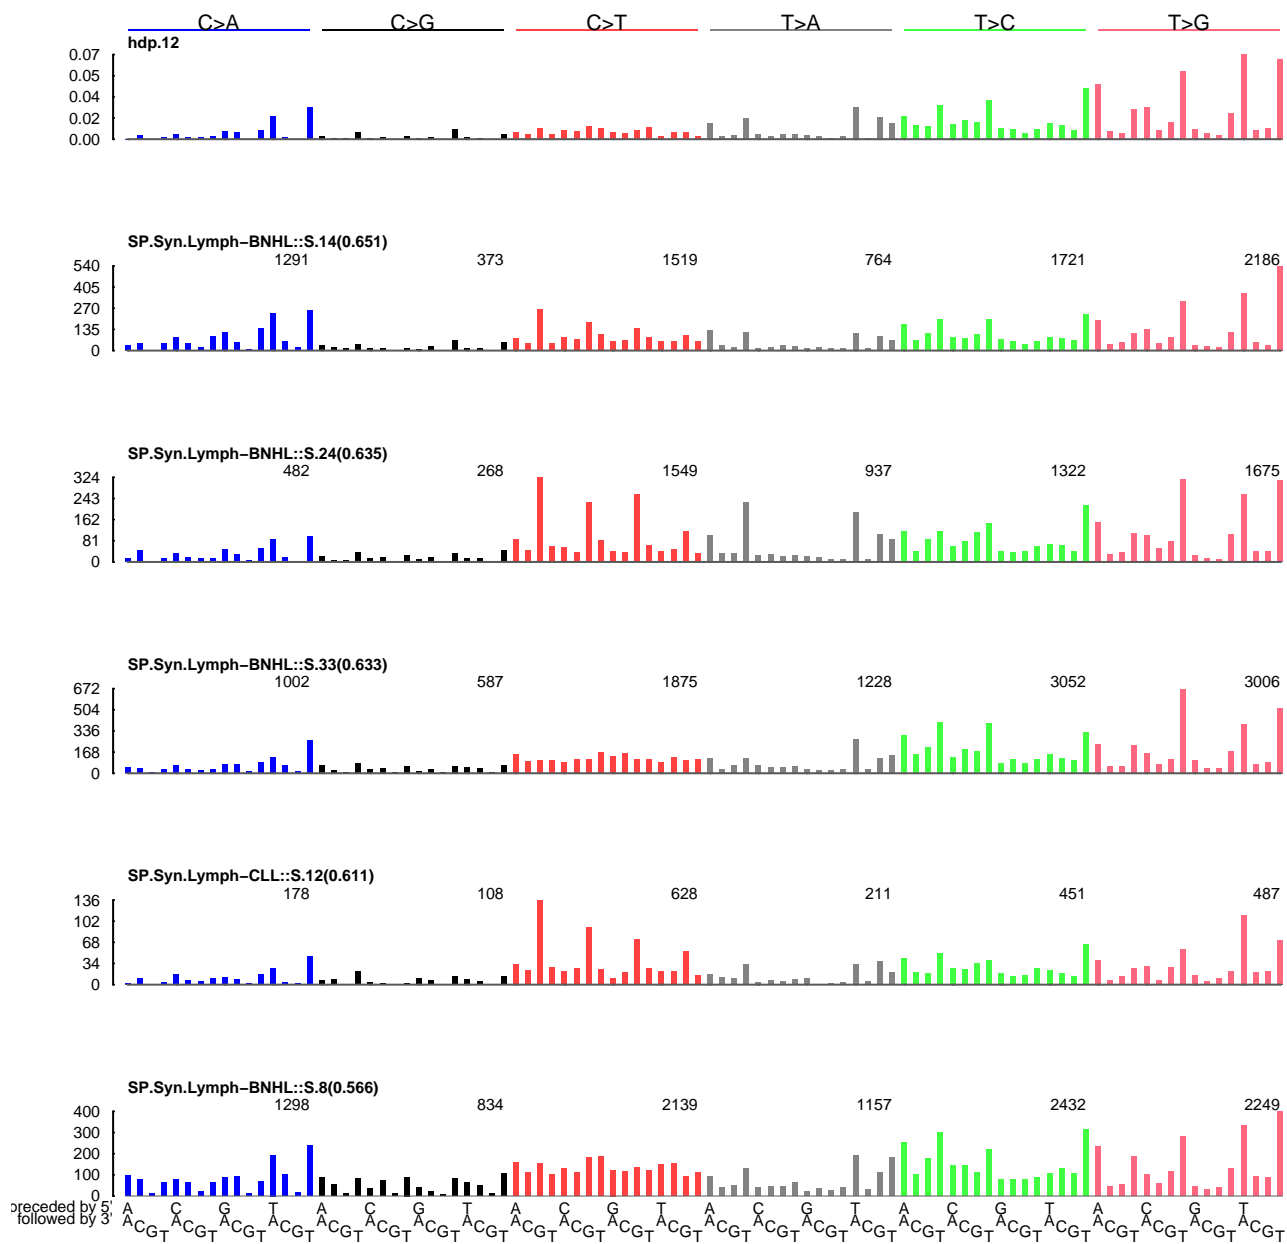 C>A C>G C>T T>A T>C T>G
hdp.12
0.07
0.05
0.04
0.02
0.00
SP.Syn.Lymph−BNHL::S.14(0.651)
1291 373 1519 764 1721 2186
540
405
270
135
0
SP.Syn.Lymph−BNHL::S.24(0.635)
482 268 1549 937 1322 1675
324
243
162
81
0
SP.Syn.Lymph−BNHL::S.33(0.633)
1002 587 1875 1228 3052 3006
672
504
336
168
0
SP.Syn.Lymph−CLL::S.12(0.611)
178 108 628 211 451 487
136
102
68
34
0
SP.Syn.Lymph−BNHL::S.8(0.566)
1298 834 2139 1157 2432 2249
400
300
200
100
0
preceded by 5' A C G T A C G T A C G T A C G T A C G T A C G T
followed by 3' A C G T A C G T A C G T A C G T A C G T A C G T A C G T A C G T A C G T A C G T A C G T A C G T A C G T A C G T A C G T A C G T A C G T A C G T A C G T A C G T A C G T A C G T A C G T A C G T